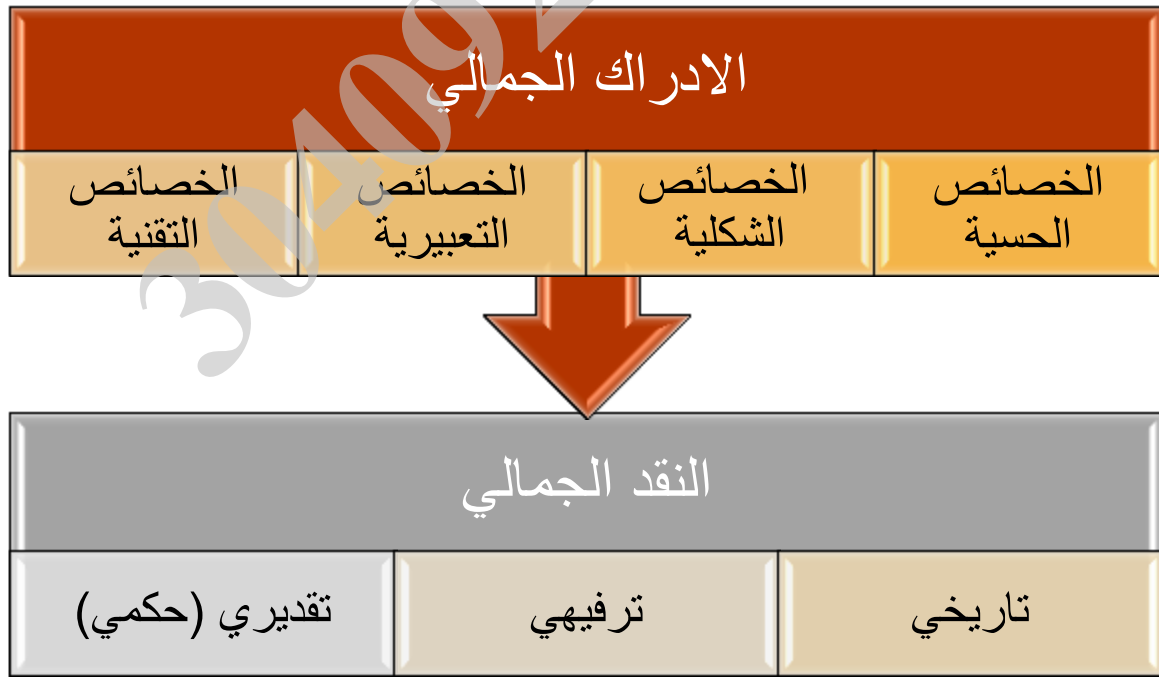 الادراك الجمالي
الخصائص الحسية
الخصائص الشكلية
الخصائص التعبيرية
الخصائص التقنية
النقد الجمالي
تاريخي
ترفيهي
تقديري (حكمي)